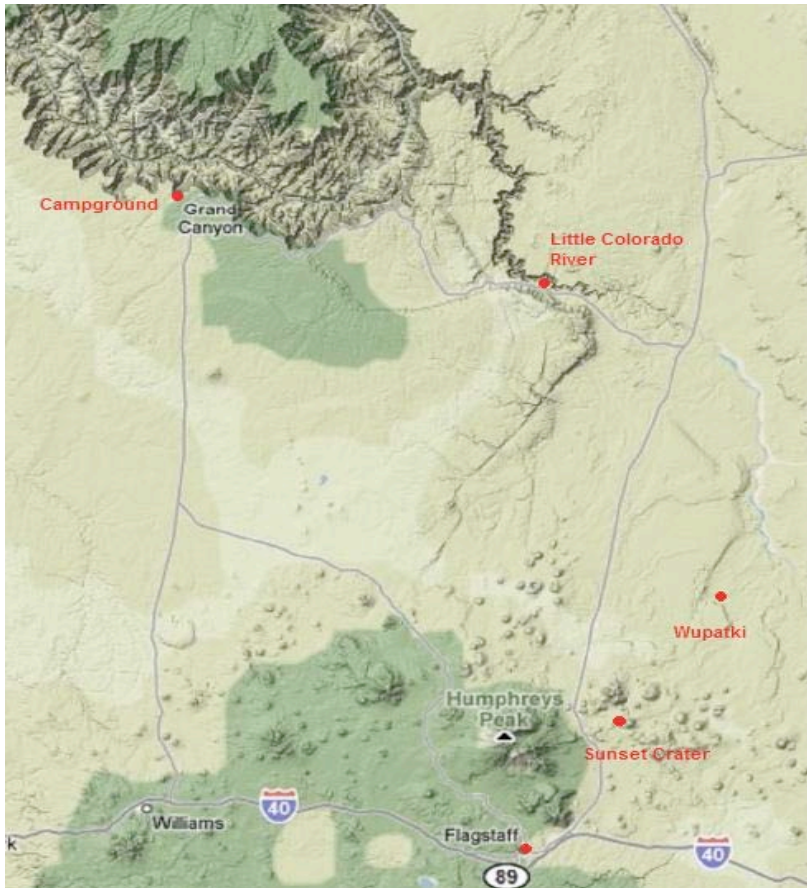 Campground
Grand
Canyon
Little Colorado
River
Wupatki
Humphreys
Peak
Sunset Crater
40
Williams
Flagstaff
k
40
89